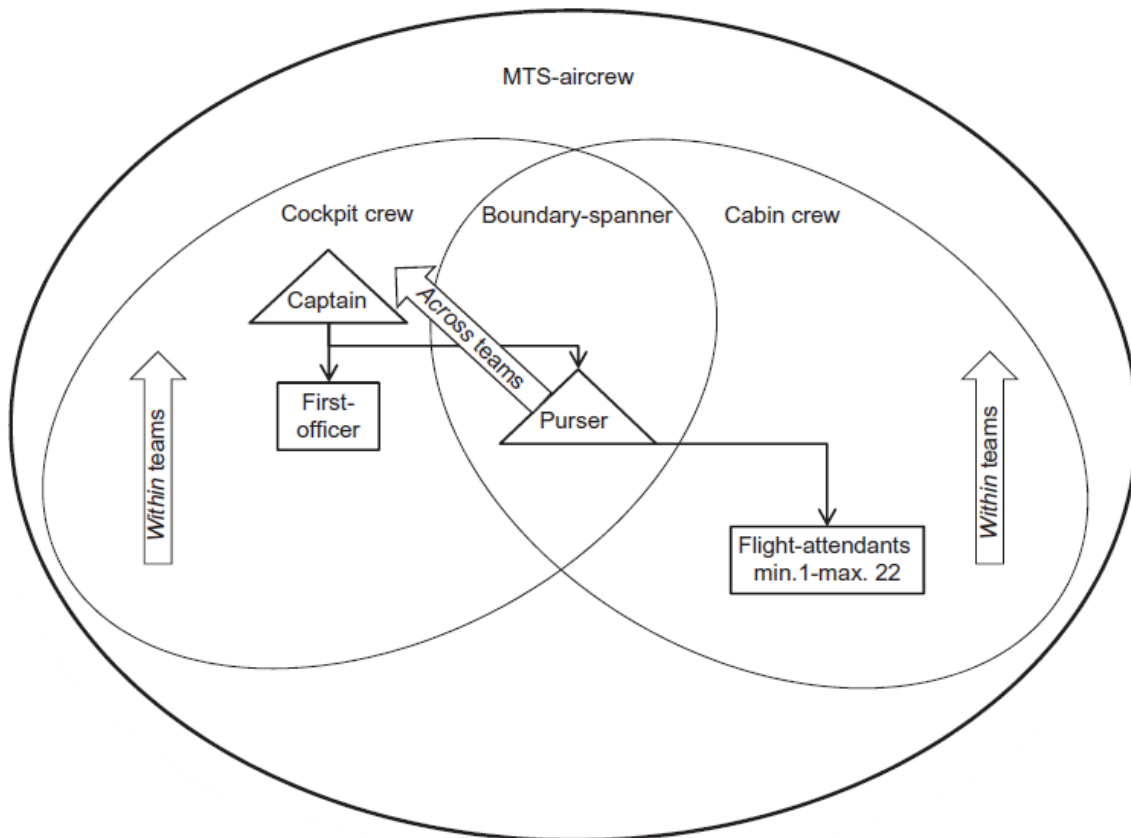 MTS-aircrew
Cockpit crew
Boundary-spanner
Cabin crew
Captain
Across teams
First-
officer
Purser
Within teams
Within teams
Flight-attendants
min.1-max. 22